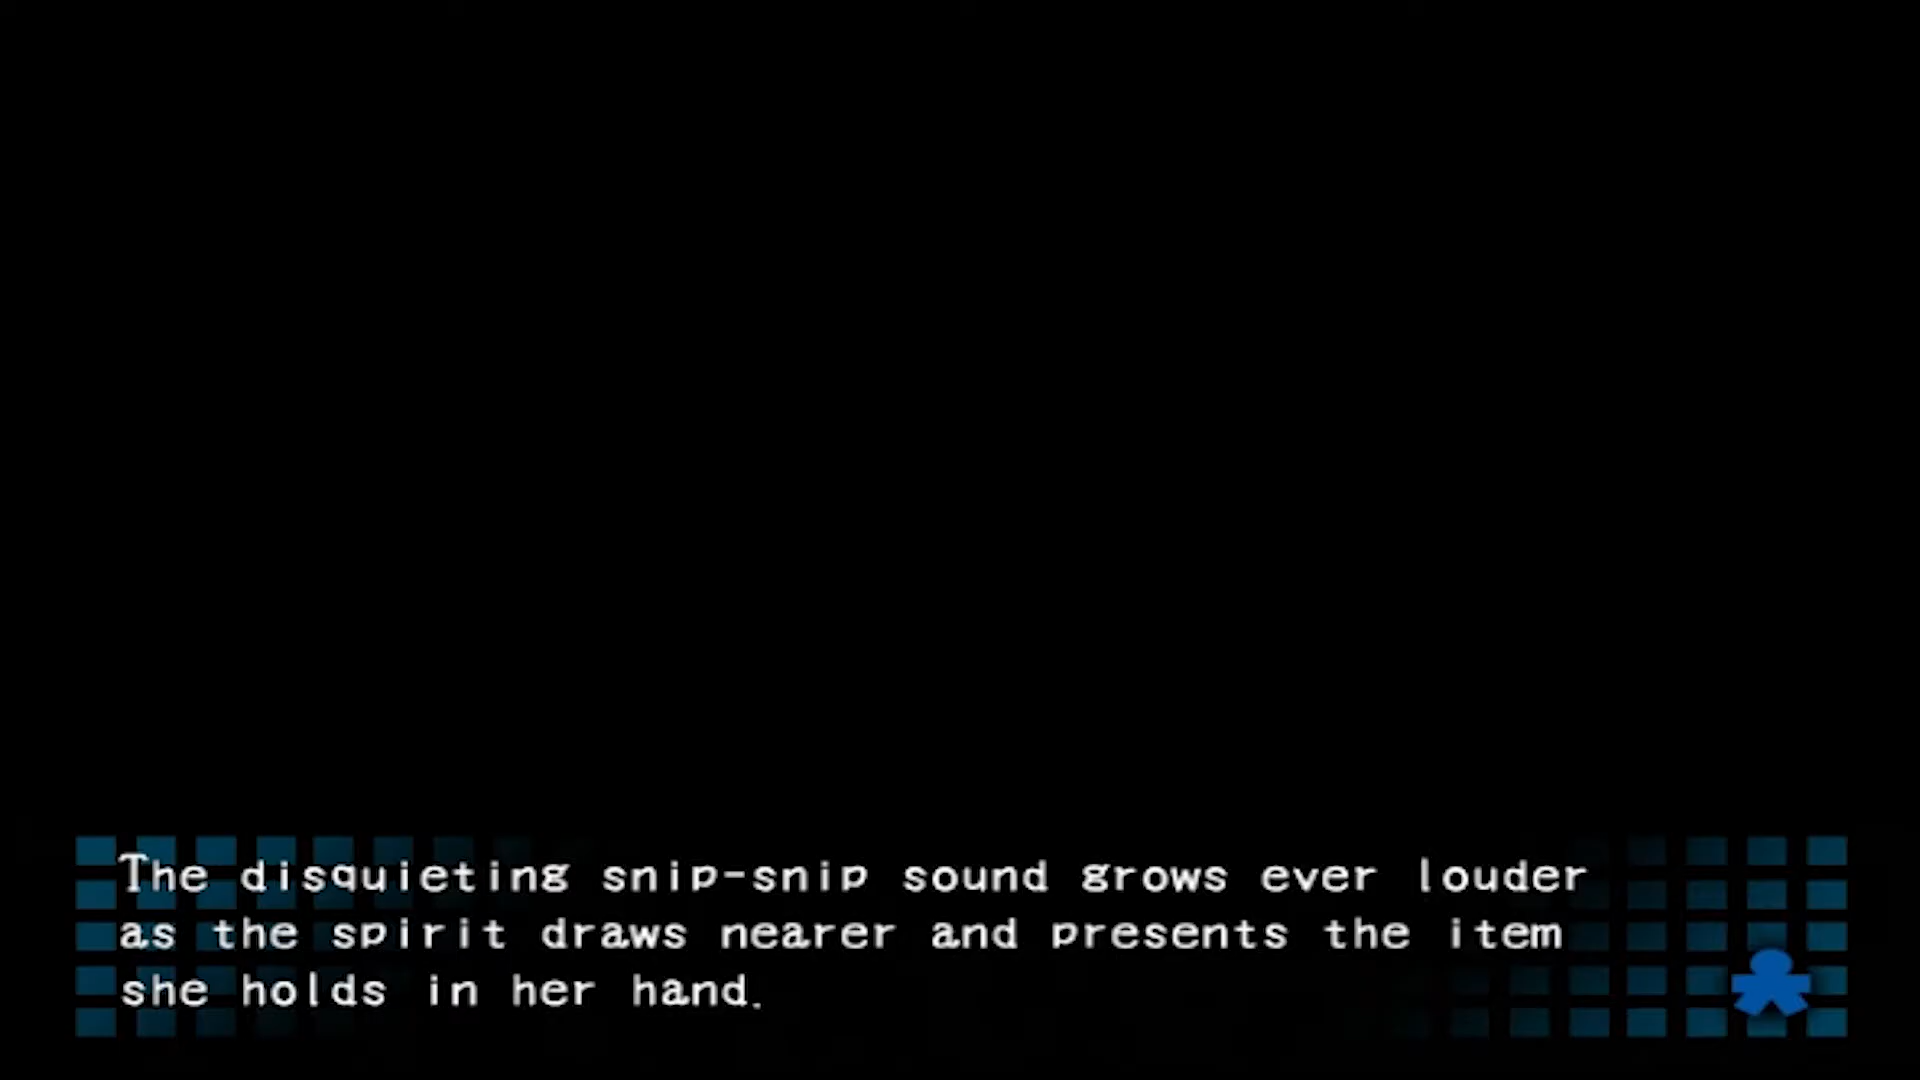 The disquieting snip-snip sound grows ever louder
as the spirit draws nearer and presents the item
she holds in her hand.